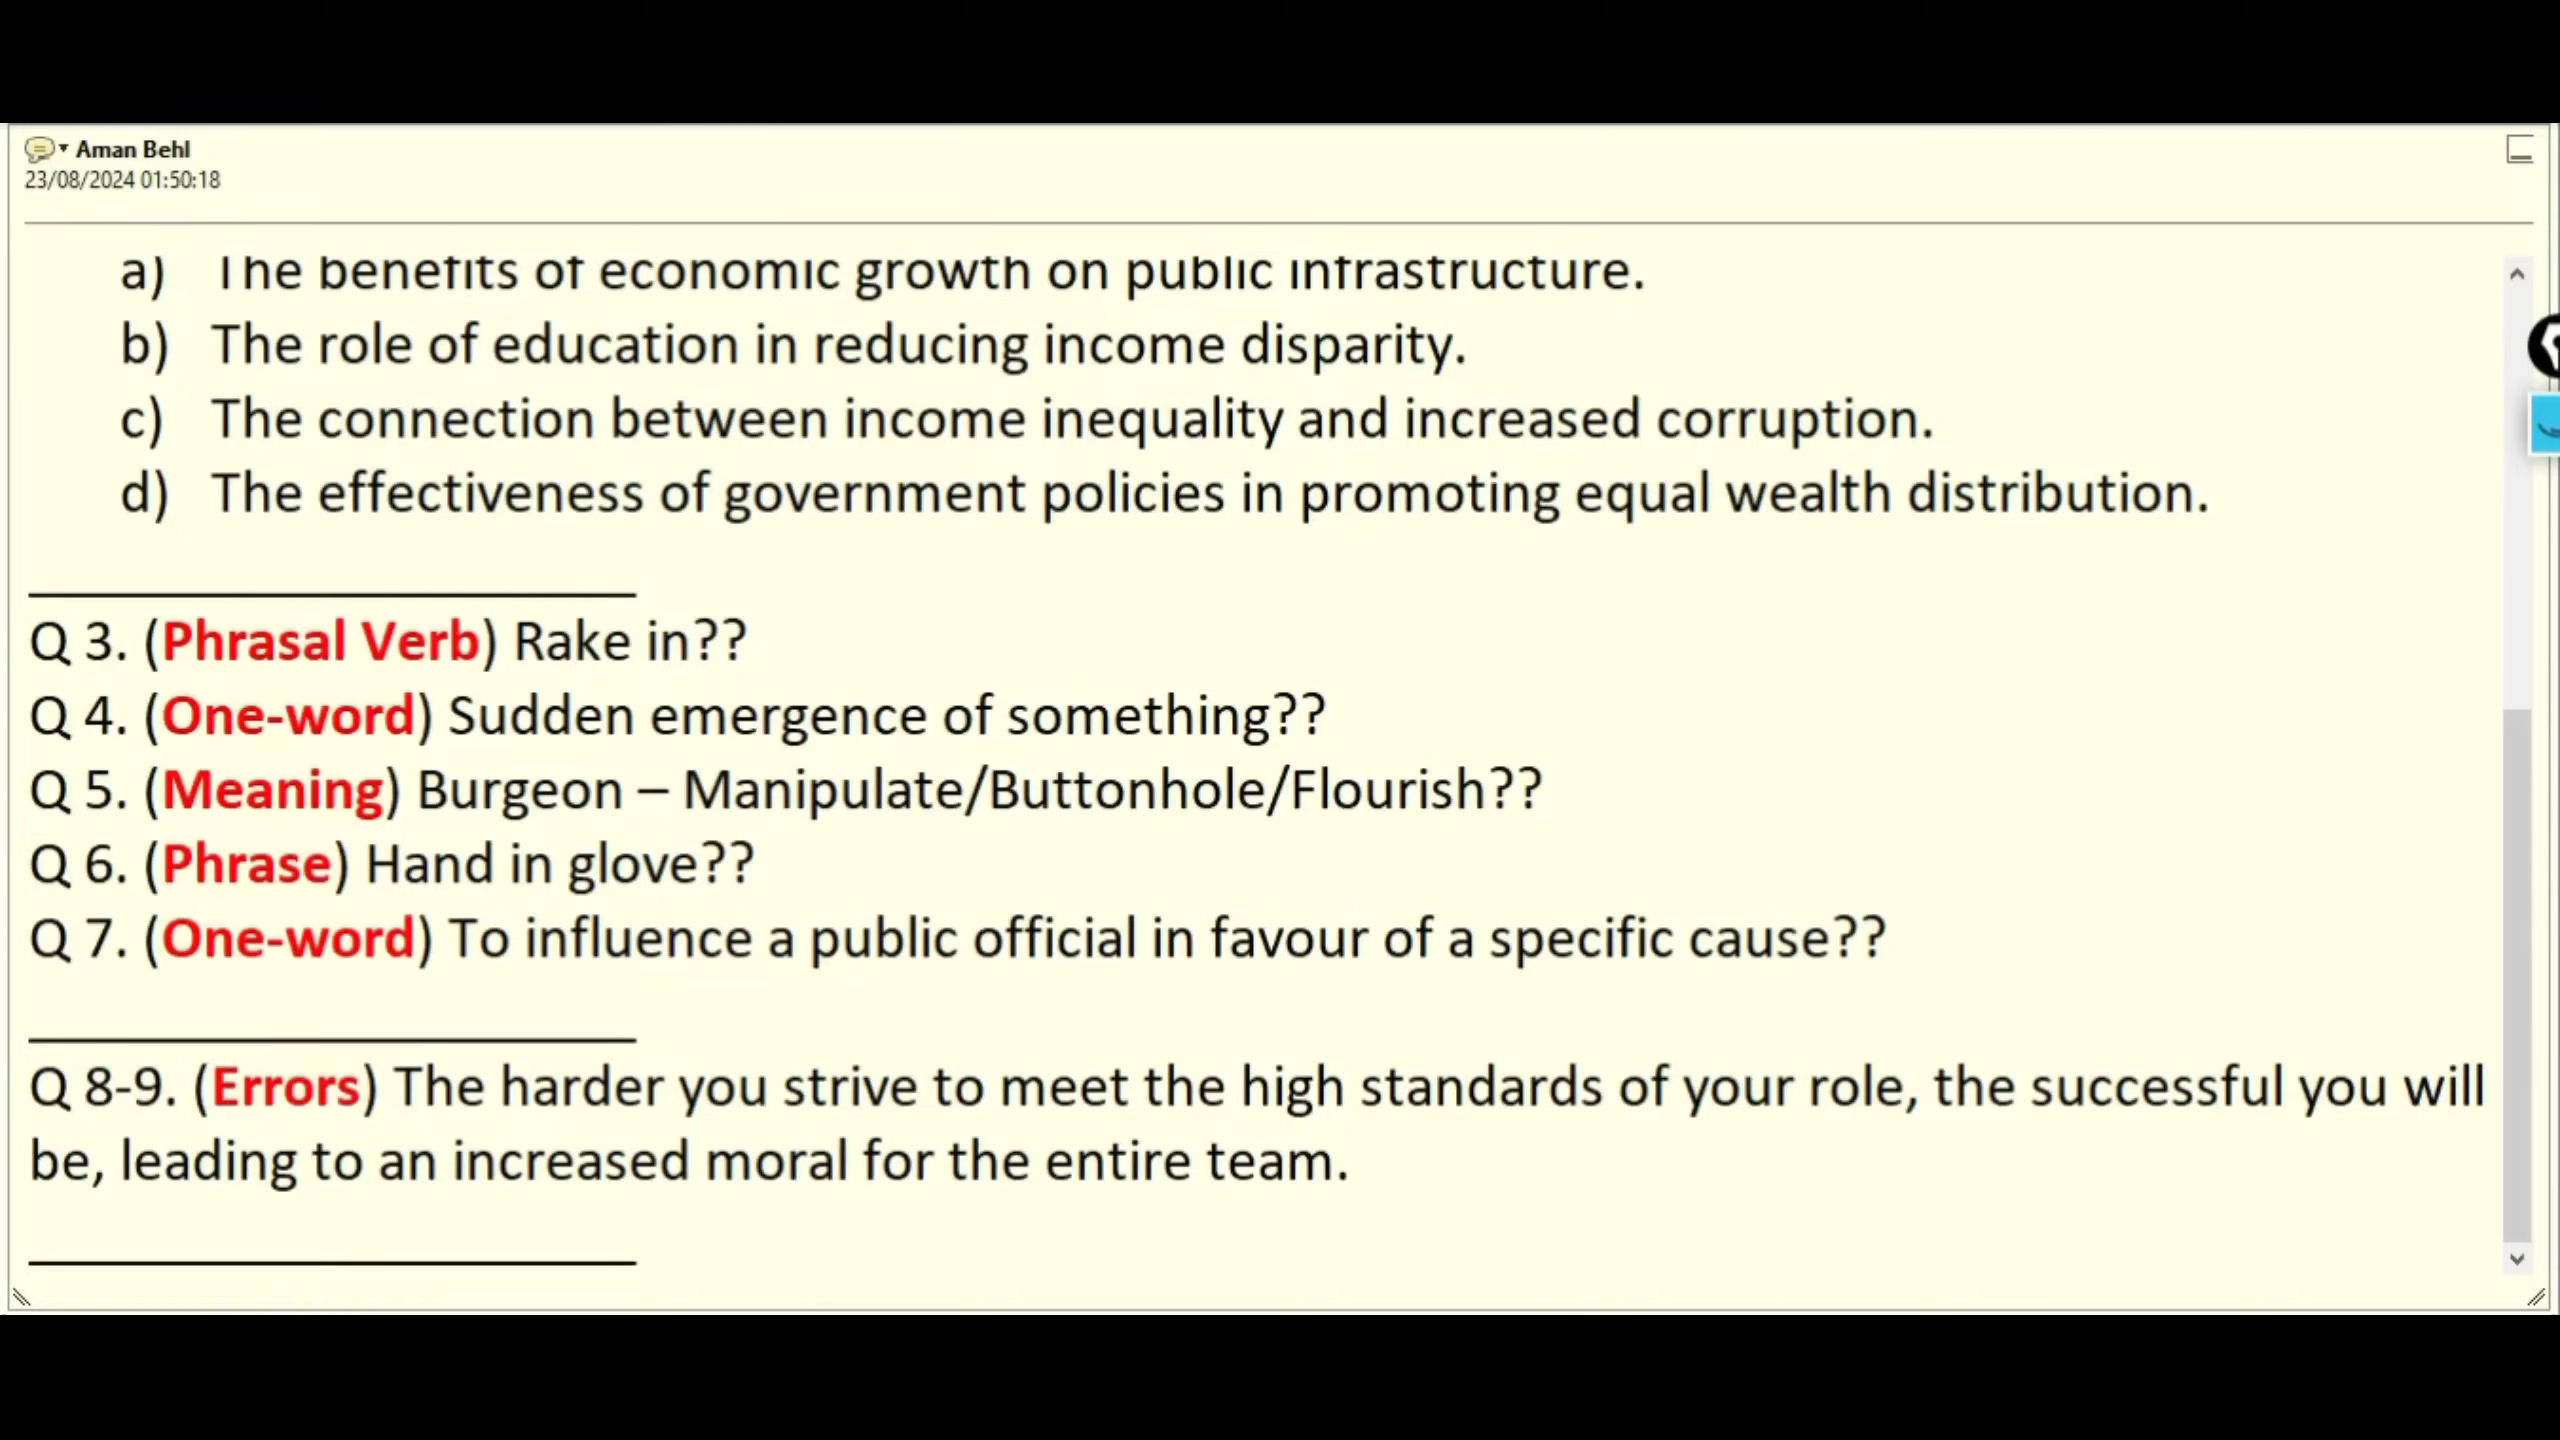 Aman Behl
23/08/2024 01:50:18
a) The benefits of economic growth on public infrastructure.
b) The role of education in reducing income disparity.
c) The connection between income inequality and increased corruption.
d) The effectiveness of government policies in promoting equal wealth distribution.
Q 3. (Phrasal Verb) Rake in??
Q 4. (One-word) Sudden emergence of something??
Q 5. (Meaning) Burgeon – Manipulate/Buttonhole/Flourish??
Q 6. (Phrase) Hand in glove??
Q 7. (One-word) To influence a public official in favour of a specific cause??
Q 8-9. (Errors) The harder you strive to meet the high standards of your role, the successful you will
be, leading to an increased moral for the entire team.